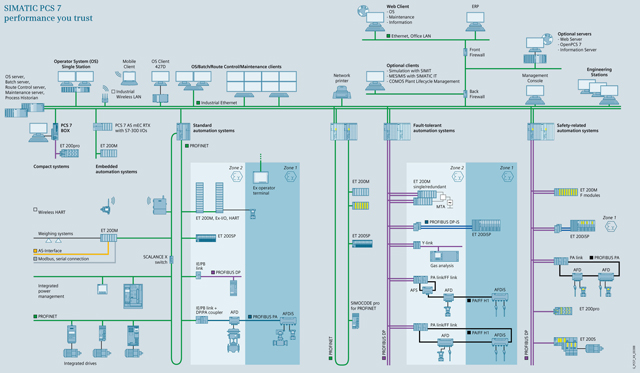 SIMATIC PCS 7
performance you trust
Web Client
- OS
- Maintenance
- Information
ERP
Ethernet, Office LAN
Front
Firewall
Optional servers
- Web Server
- OpenPCS 7
- Information Server
OS server,
Batch server,
Route Control server,
Maintenance server,
Process Historian
Operator System (OS)
Single Station
Mobile
Client
OS Client
427D
OS/Batch/Route Control/Maintenance clients
Network
printer
Optional clients
- Simulation with SIMIT
- MES/MIS with SIMATIC IT
- COMOS Plant Lifecycle Management
Back
Firewall
Management
Console
Engineering
Stations
Industrial
Wireless LAN
Industrial Ethernet
PCS 7
BOX
PCS 7 AS mEC RTX
with S7-300 I/Os
Standard
automation systems
Fault-tolerant
automation systems
Safety-related
automation systems
PROFINET
ET 200pro
ET 200M
Compact systems
Embedded
automation systems
Zone 2
Zone 1
Ex operator
terminal
Zone 2
Zone 1
ET 200M
single/redundant
MTA
ET 200M
ET 200M
F modules
Wireless HART
ET 200M, Ex I/O, HART
PROFIBUS DP-iS
ET 200iSP
ET 200iSP
Zone 1
Weighing systems
ET 200M
AS-Interface
Modbus, serial connection
ET 200SP
ET 200SP
Y link
Gas analysis
SCALANCE X
switch
IE/PB
link
PROFIBUS DP
PA link
PROFIBUS PA
AFD
AFD
Integrated
power
management
PA link/FF link
AFD
AFS
AFDiS
PA/FF H1
SIMOCODE pro
for PROFINET
PROFINET
IE/PB link +
DP/PA coupler
AFD
PROFIBUS PA
AFDiS
ET 200pro
PA link/FF link
AFD
PA/FF H1
AFDiS
ET 200S
Integrated drives
PROFINET
PROFIBUS DP
PROFIBUS DP